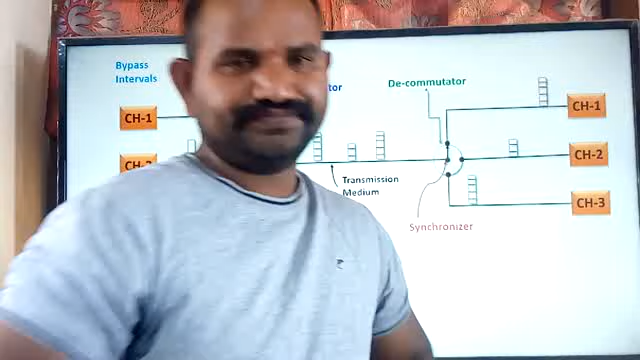 Bypass
Intervals
De-commutator
CH-1
CH-1
CH-2
Transmission
Medium
CH-3
Synchronizer